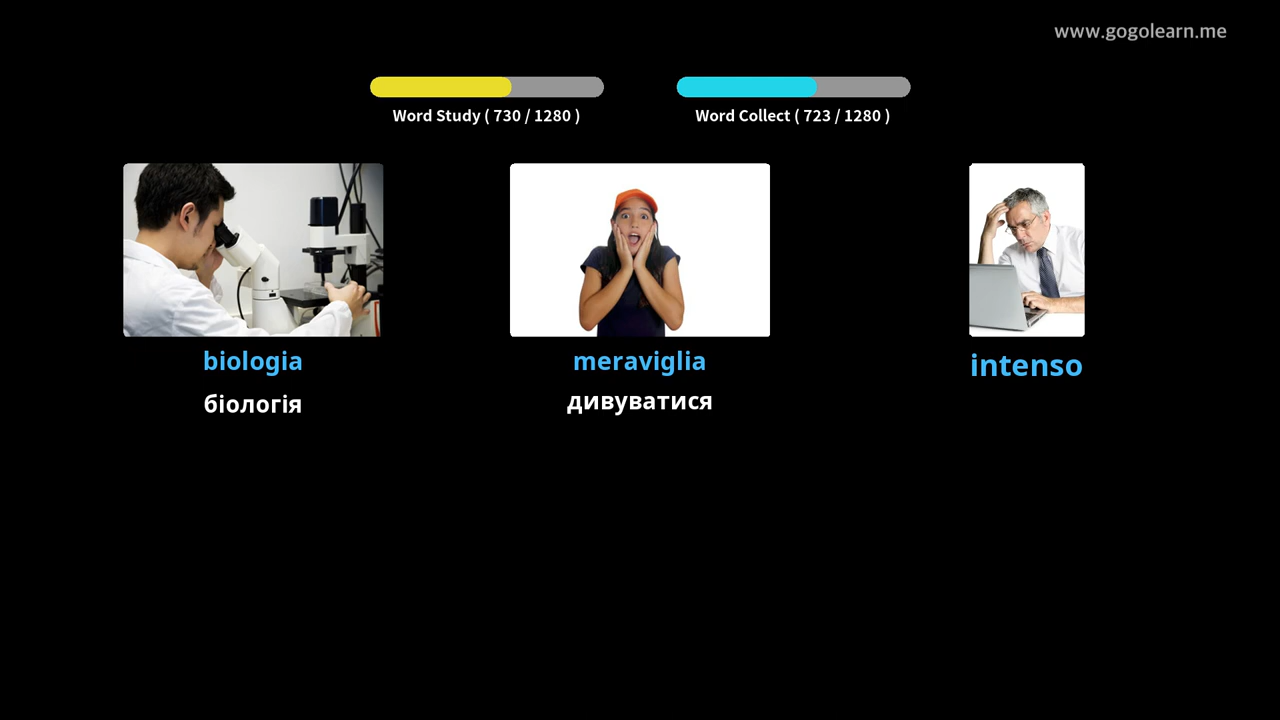 www.gogolearn.me
Word Study ( 730 / 1280 )
Word Collect ( 723 / 1280 )
biologia
біологія
meraviglia
дивуватися
intenso